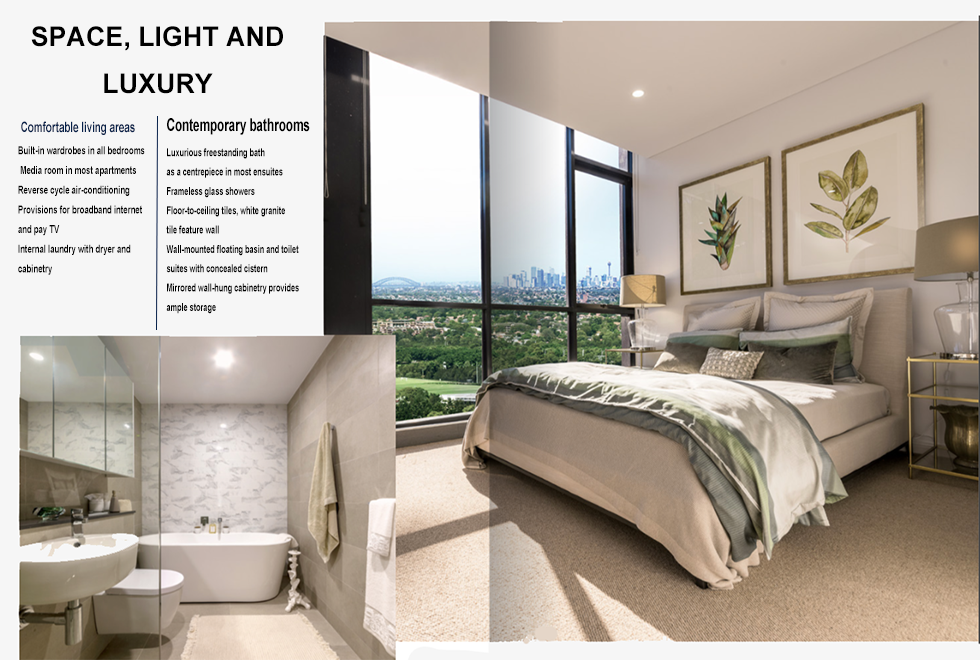 SPACE, LIGHT AND
LUXURY
Comfortable living areas
Built-in wardrobes in all bedrooms
Media room in most apartments
Reverse cycle air-conditioning
Provisions for broadband internet
and pay TV
Internal laundry with dryer and
cabinetry
Contemporary bathrooms
Luxurious freestanding bath
as a centrepiece in most ensuites
Frameless glass showers
Floor-to-ceiling tiles, white granite
tile feature wall
Wall-mounted floating basin and toilet
suites with concealed cistern
Mirrored wall-hung cabinetry provides
ample storage